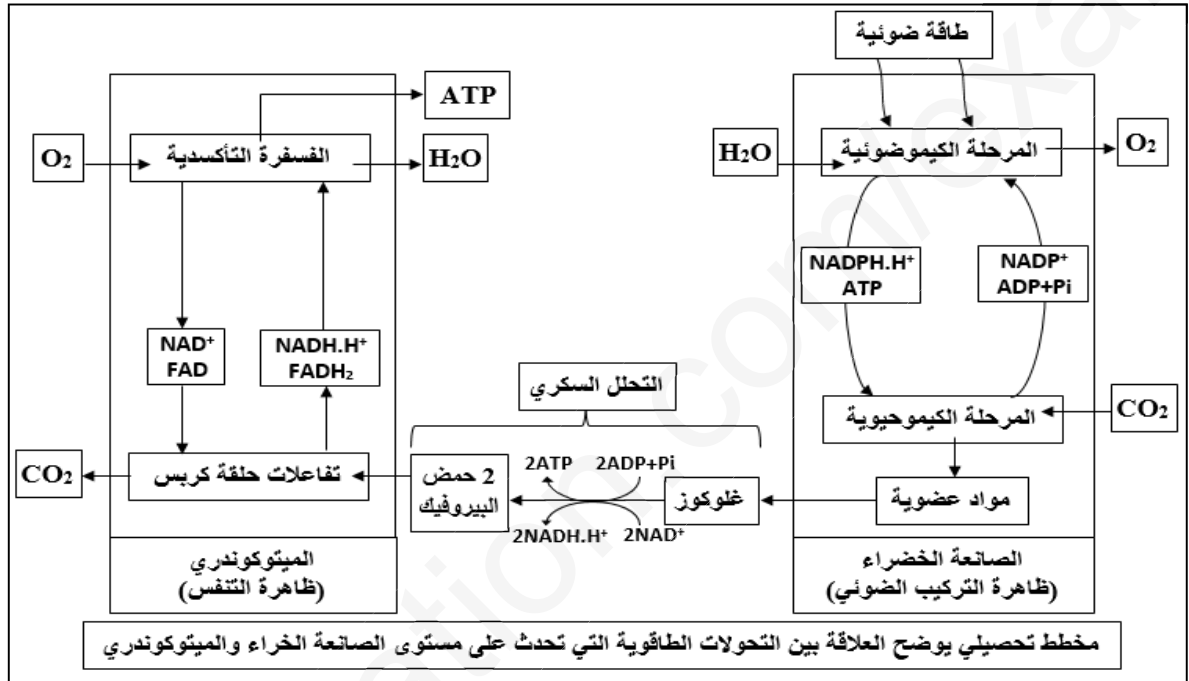 طاقة ضوئية
ATP
O₂
الفسفرة التأكسدية
H₂O
H₂O
المرحلة الكيموضوئية
O₂
NADPH.H⁺
ATP
NADP⁺
ADP+Pi
NAD⁺
FAD
NADH.H⁺
FADH₂
التحلل السكري
المرحلة الكيموحيوية
CO₂
CO₂
تفاعلات حلقة كربس
2 حمض
البيروفيك
2ATP
2ADP+Pi
2NADH.H⁺
2NAD⁺
غلوكوز
مواد عضوية
الميتوكوندري
(ظاهرة التنفس)
الصانعة الخضراء
(ظاهرة التركيب الضوئي)
مخطط تحصيلي يوضح العلاقة بين التحولات الطاقوية التي تحدث على مستوى الصانعة الخراء والميتوكوندري